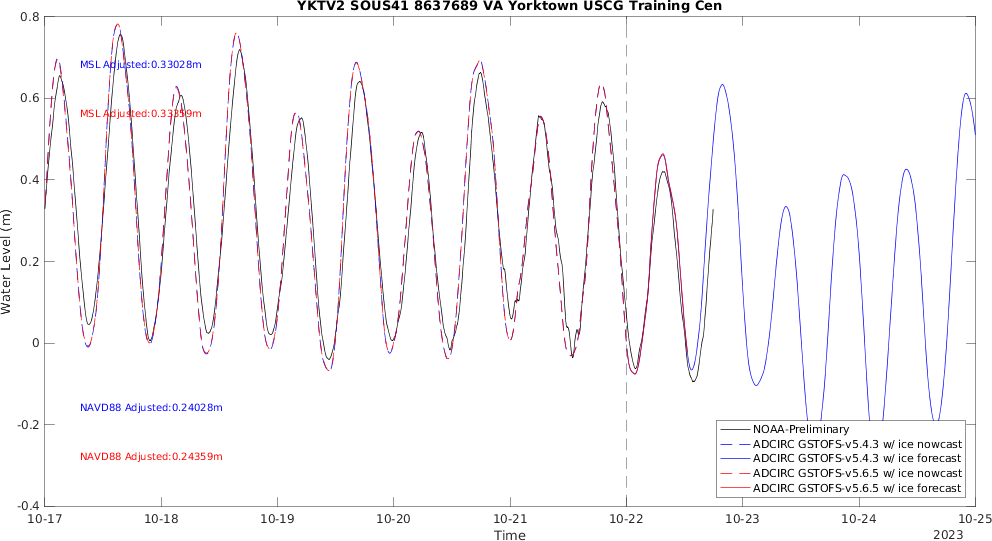 YKTV2 SOUS41 8637689 VA Yorktown USCG Training Cen
0.8
0.6
0.4
0.2
0
-0.2
-0.4
Water Level (m)
MSL Adjusted:0.33028m
MSL Adjusted:0.33359m
NAVD88 Adjusted:0.24028m
NAVD88 Adjusted:0.24359m
NOAA-Preliminary
ADCIRC GSTOFS-v5.4.3 w/ ice nowcast
ADCIRC GSTOFS-v5.4.3 w/ ice forecast
ADCIRC GSTOFS-v5.6.5 w/ ice nowcast
ADCIRC GSTOFS-v5.6.5 w/ ice forecast
10-17 10-18 10-19 10-20 10-21 10-22 10-23 10-24 10-25
Time
2023